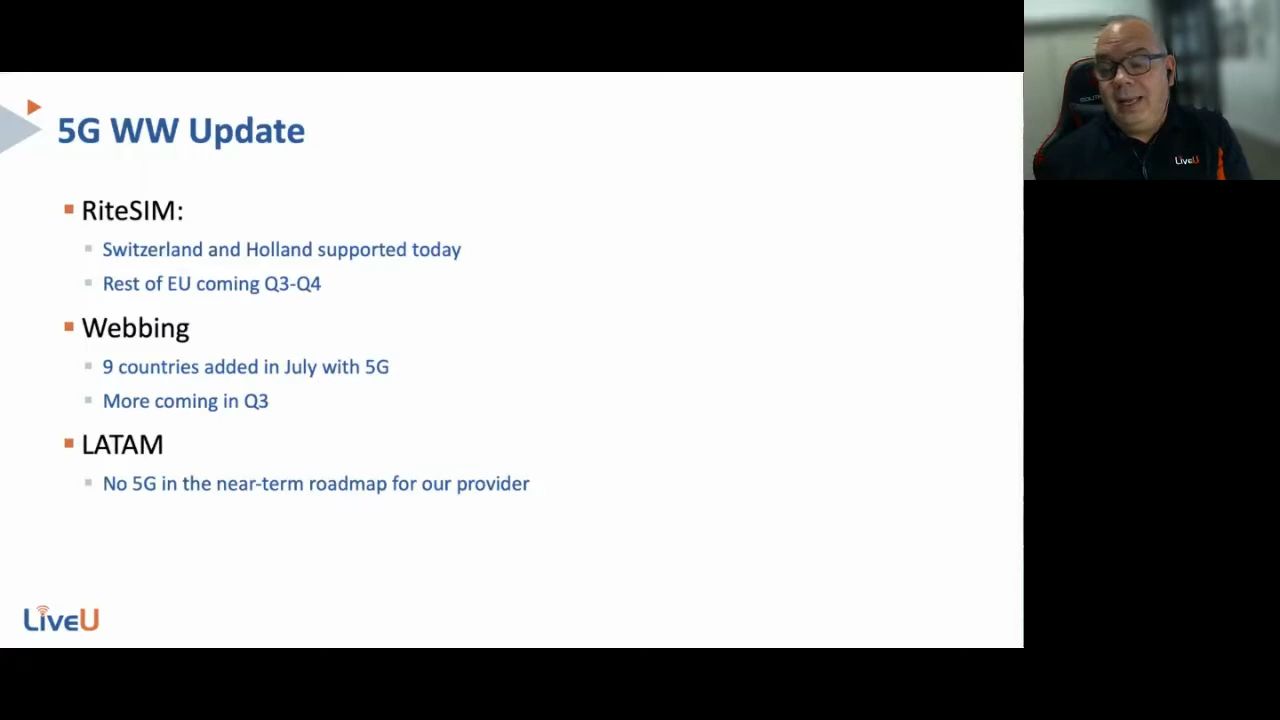 5G WW Update
RiteSIM:
Switzerland and Holland supported today
Rest of EU coming Q3-Q4
Webbing
9 countries added in July with 5G
More coming in Q3
LATAM
No 5G in the near-term roadmap for our provider
LiveU
LiveU